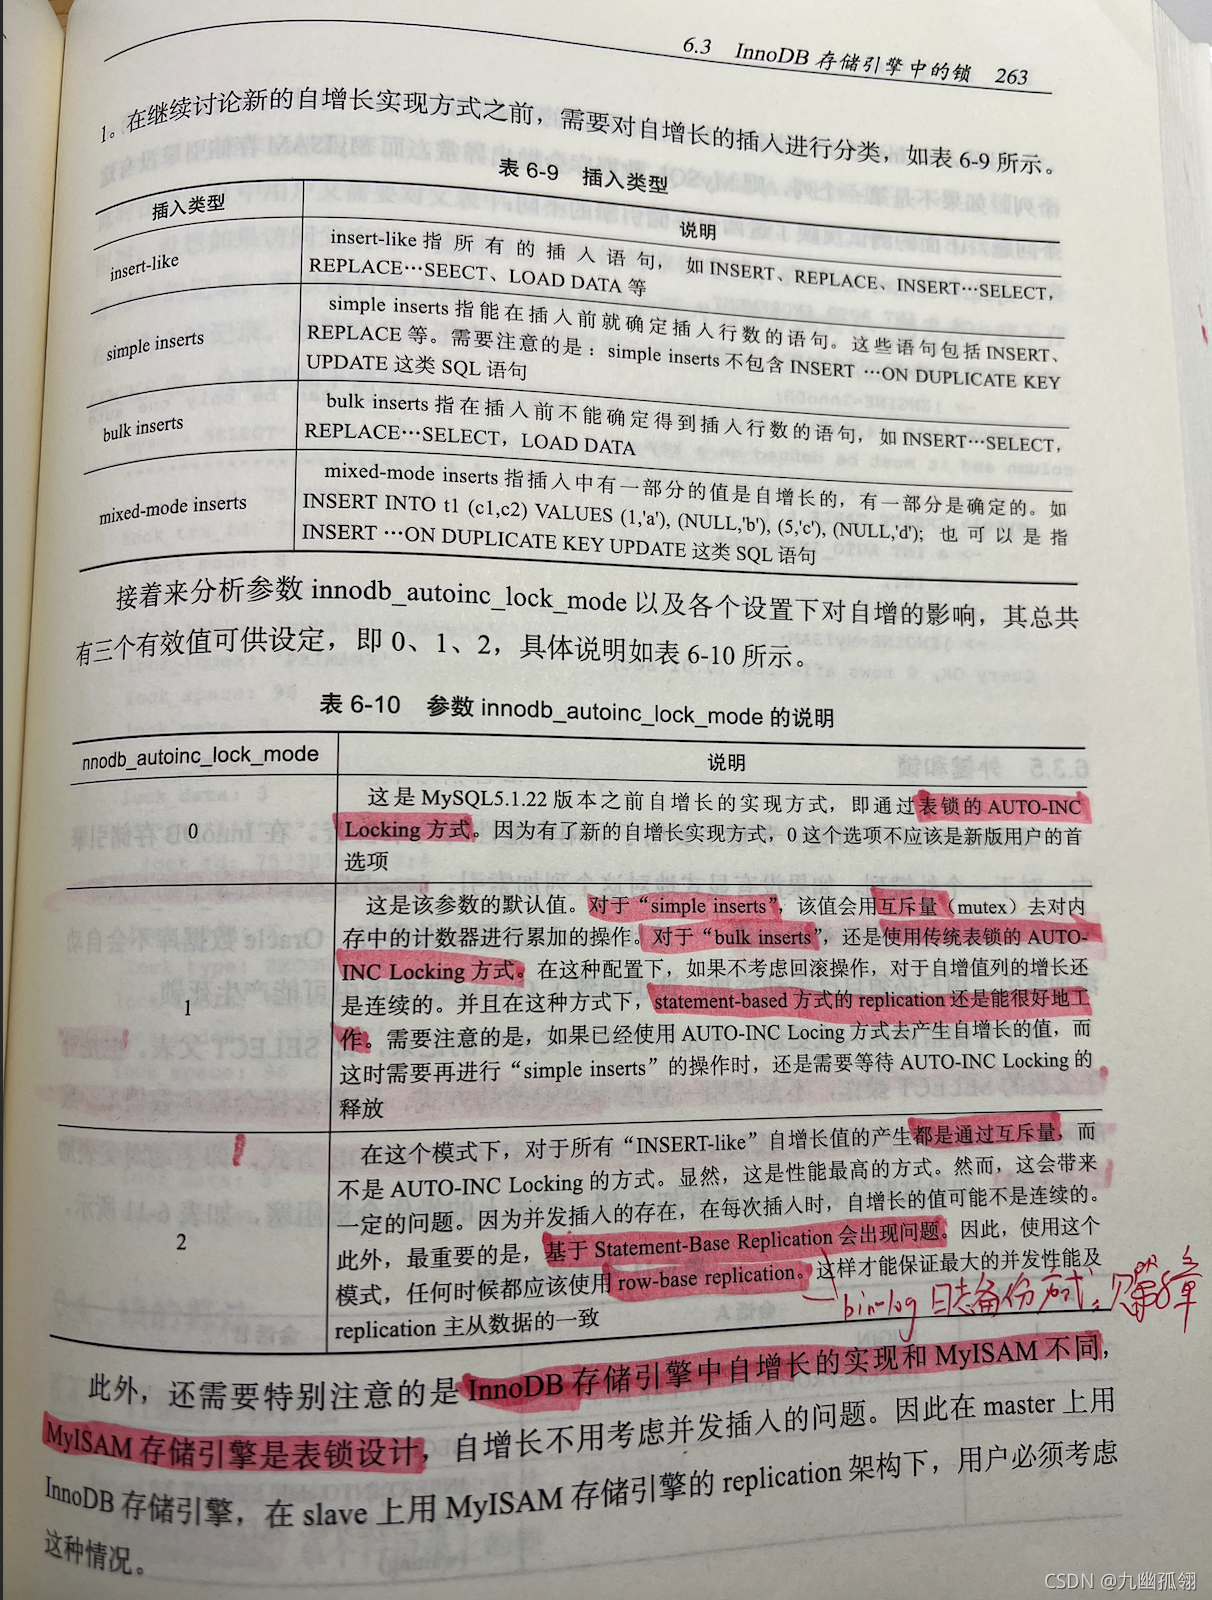 6.3 InnoDB 存储引擎中的锁 263
1。在继续讨论新的自增长实现方式之前，需要对自增长的插入进行分类，如表 6-9 所示。
表 6-9 插入类型
插入类型
说明
insert-like
insert-like 指所有的插入语句，如 INSERT、REPLACE、INSERT…SELECT，
REPLACE…SEECT、LOAD DATA 等
simple inserts
simple inserts 指能在插入前就确定插入行数的语句。这些语句包括 INSERT、
REPLACE 等。需要注意的是：simple inserts 不包含 INSERT …ON DUPLICATE KEY
UPDATE 这类 SQL 语句
bulk inserts
bulk inserts 指在插入前不能确定得到插入行数的语句，如 INSERT…SELECT，
REPLACE…SELECT，LOAD DATA
mixed-mode inserts
mixed-mode inserts 指插入中有一部分的值是自增长的，有一部分是确定的。如
INSERT INTO t1 (c1,c2) VALUES (1,'a'), (NULL,'b'), (5,'c'), (NULL,'d'); 也可以是指
INSERT …ON DUPLICATE KEY UPDATE 这类 SQL 语句
接着来分析参数 innodb_autoinc_lock_mode 以及各个设置下对自增的影响，其总共
有三个有效值可供设定，即 0、1、2，具体说明如表 6-10 所示。
表 6-10 参数 innodb_autoinc_lock_mode 的说明
nnodb_autoinc_lock_mode
说明
0
这是 MySQL5.1.22 版本之前自增长的实现方式，即通过表锁的 AUTO-INC
Locking 方式。因为有了新的自增长实现方式，0 这个选项不应该是新版用户的首
选项
1
这是该参数的默认值。对于“simple inserts”，该值会用互斥量（mutex）去对内
存中的计数器进行累加的操作。对于“bulk inserts”，还是使用传统表锁的 AUTO-
INC Locking 方式。在这种配置下，如果不考虑回滚操作，对于自增值列的增长还
是连续的。并且在这种方式下，statement-based 方式的 replication 还是能很好地工
作。需要注意的是，如果已经使用 AUTO-INC Locing 方式去产生自增长的值，而
这时需要再进行“simple inserts”的操作时，还是需要等待 AUTO-INC Locking 的
释放
2
在这个模式下，对于所有“INSERT-like”自增长值的产生都是通过互斥量，而
不是 AUTO-INC Locking 的方式。显然，这是性能最高的方式。然而，这会带来
一定的问题。因为并发插入的存在，在每次插入时，自增长的值可能不是连续的。
此外，最重要的是，基于 Statement-Base Replication 会出现问题。因此，使用这个
模式，任何时候都应该使用 row-base replication。这样才能保证最大的并发性能及
replication 主从数据的一致
bin-log 日志备份方式，见第8章
此外，还需要特别注意的是 InnoDB 存储引擎中自增长的实现和 MyISAM 不同，
MyISAM 存储引擎是表锁设计，自增长不用考虑并发插入的问题。因此在 master 上用
InnoDB 存储引擎，在 slave 上用 MyISAM 存储引擎的 replication 架构下，用户必须考虑
这种情况。
CSDN @九幽孤翎